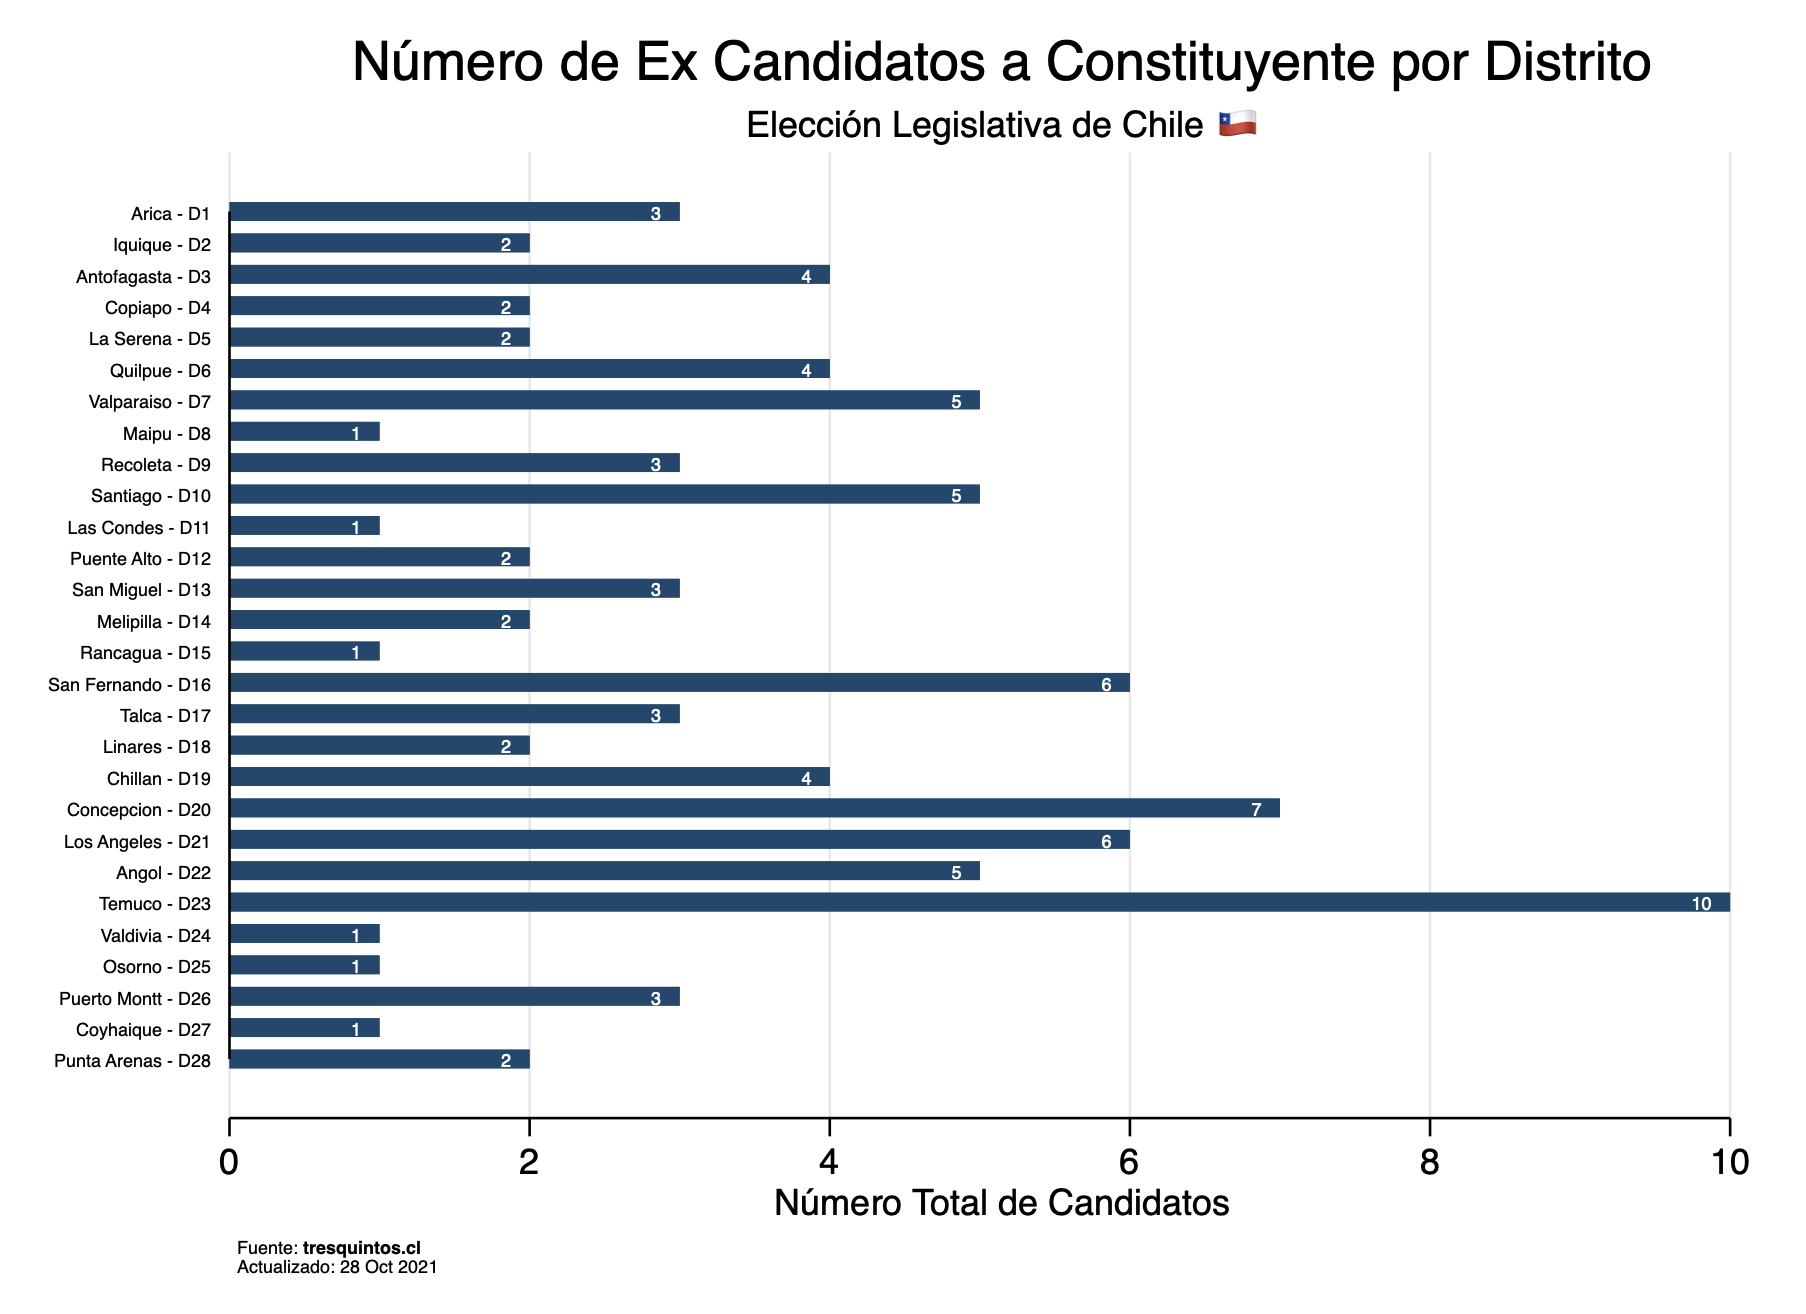 Número de Ex Candidatos a Constituyente por Distrito
Elección Legislativa de Chile 🇨🇱
Arica - D1 3
Iquique - D2 2
Antofagasta - D3 4
Copiapo - D4 2
La Serena - D5 2
Quilpue - D6 4
Valparaiso - D7 5
Maipu - D8 1
Recoleta - D9 3
Santiago - D10 5
Las Condes - D11 1
Puente Alto - D12 2
San Miguel - D13 3
Melipilla - D14 2
Rancagua - D15 1
San Fernando - D16 6
Talca - D17 3
Linares - D18 2
Chillan - D19 4
Concepcion - D20 7
Los Angeles - D21 6
Angol - D22 5
Temuco - D23 10
Valdivia - D24 1
Osorno - D25 1
Puerto Montt - D26 3
Coyhaique - D27 1
Punta Arenas - D28 2
0 2 4 6 8 10
Número Total de Candidatos
Fuente: tresquintos.cl
Actualizado: 28 Oct 2021